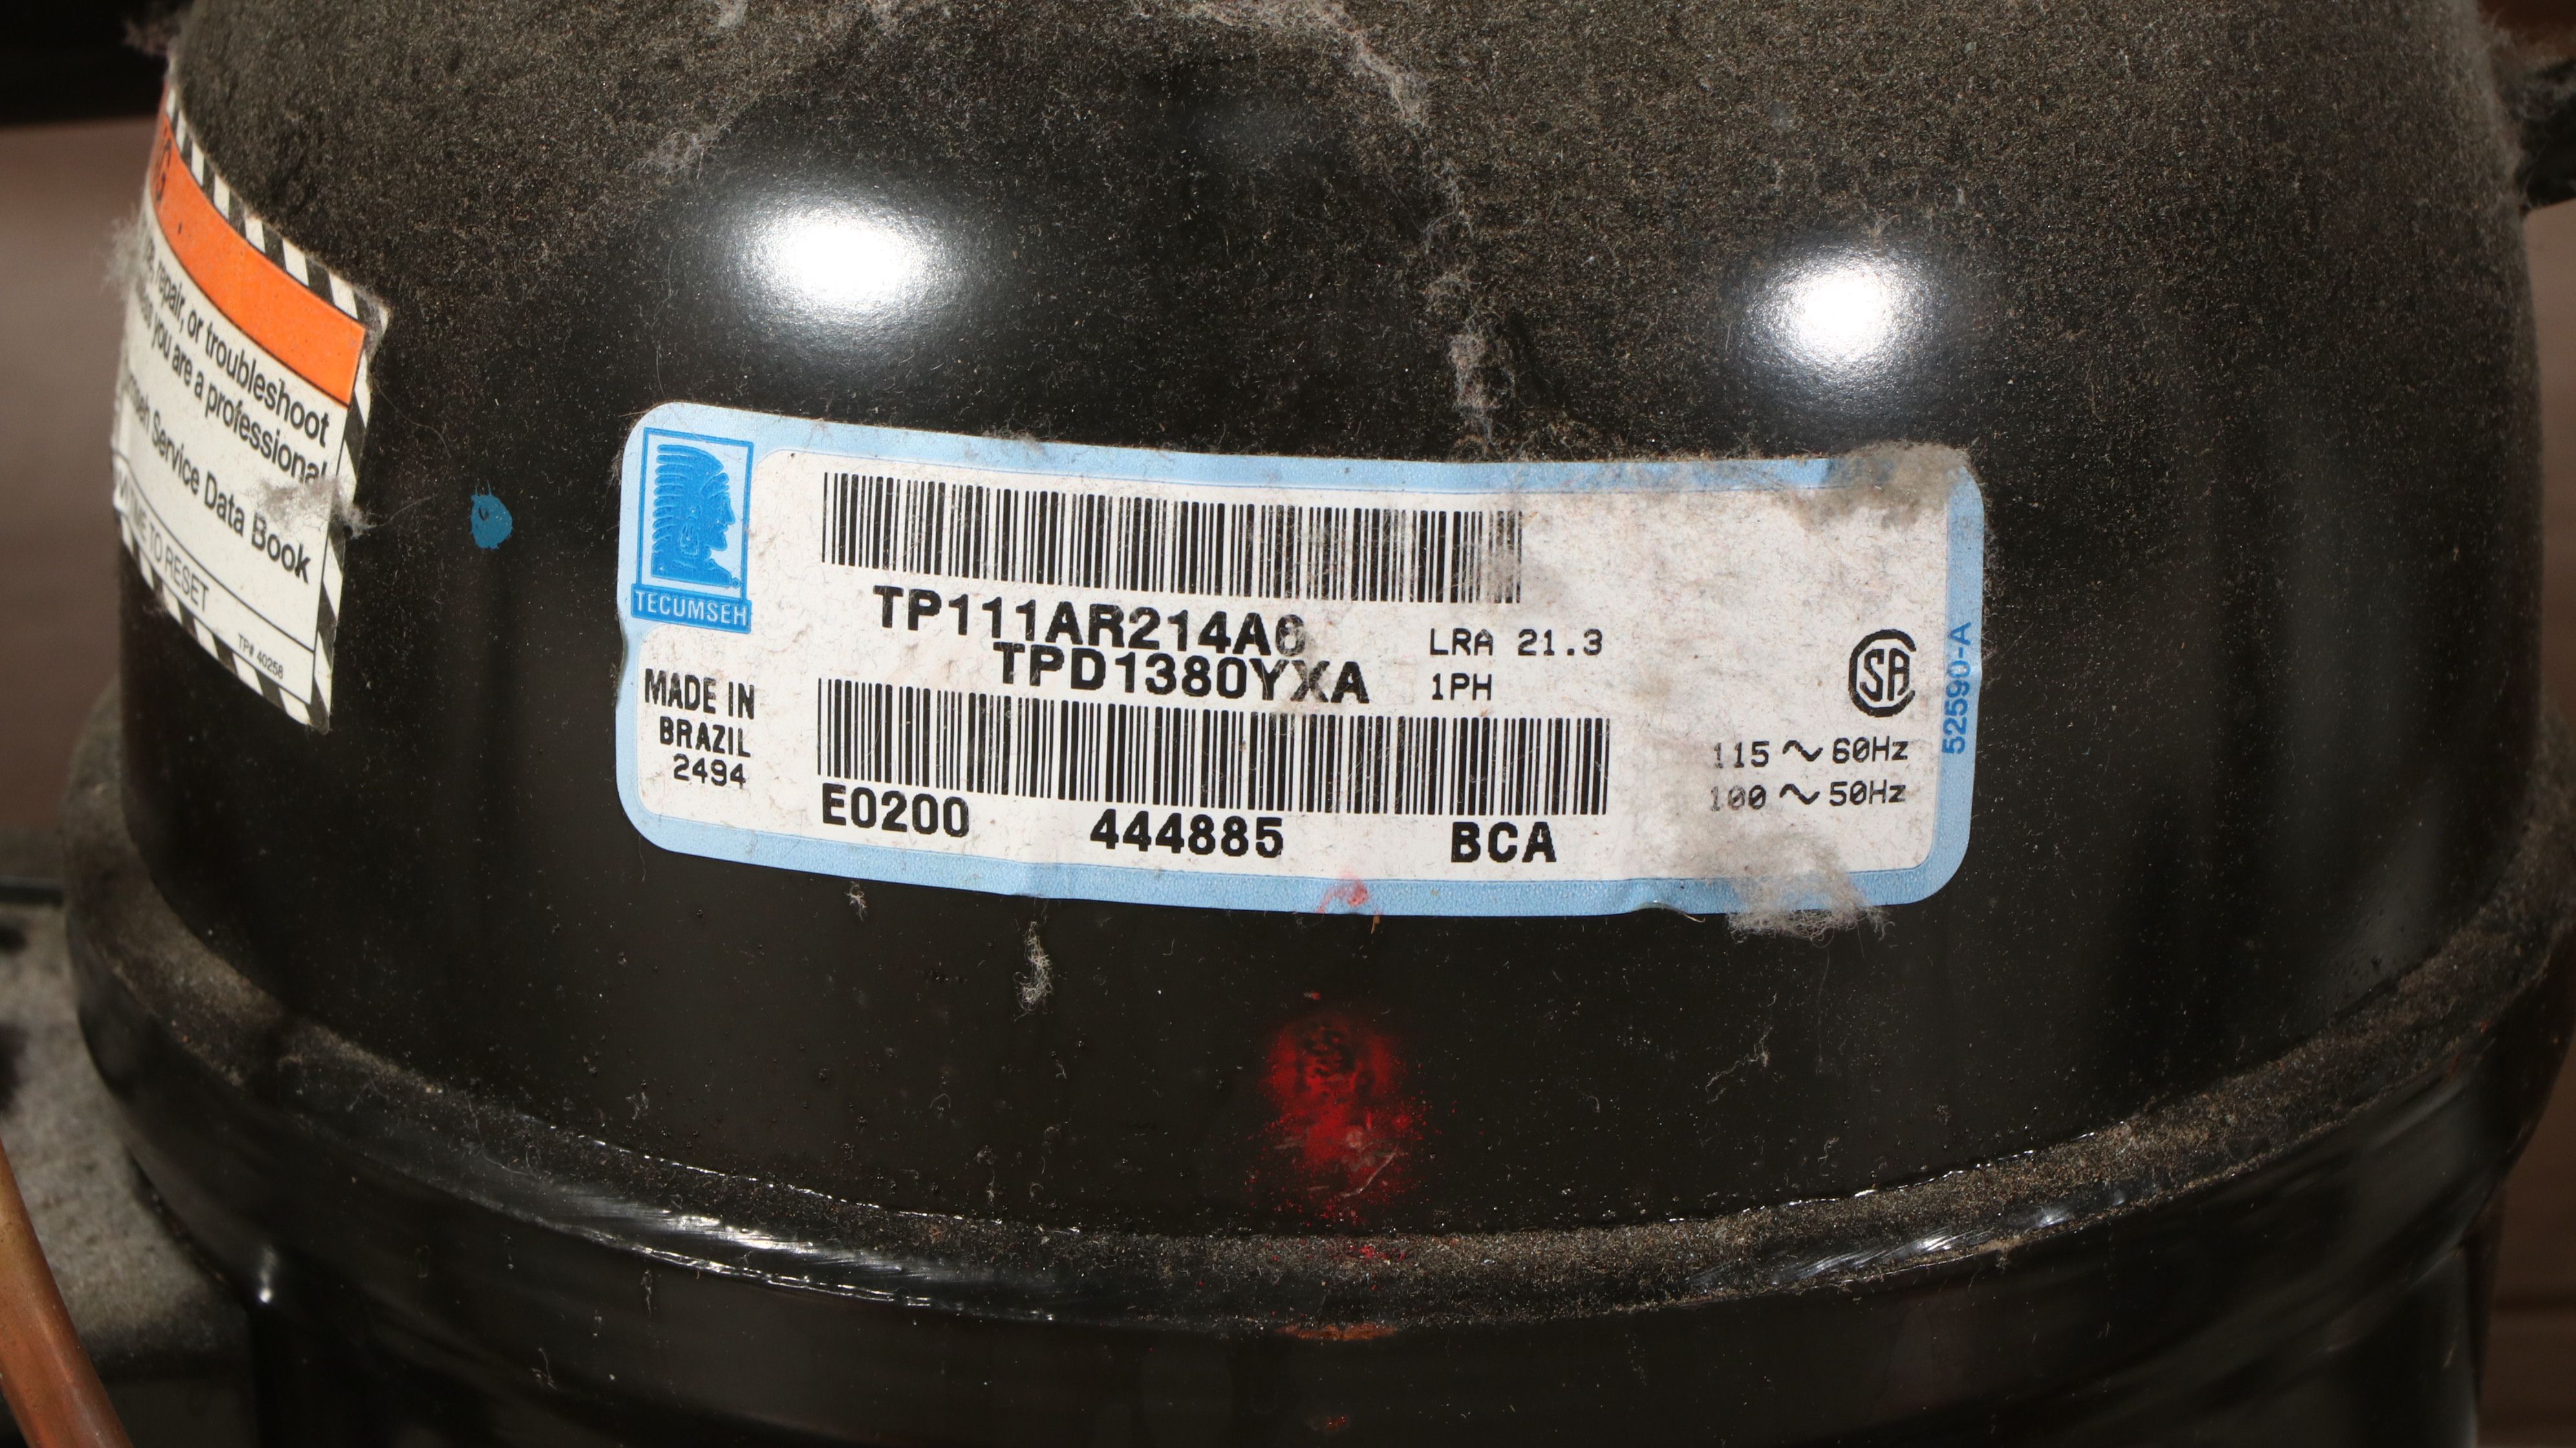 repair, or troubleshoot
you are a professional
Service Data Book
TO RESET
TP# 40258
TECUMSEH
TP111AR214A6
TPD1380YXA
LRA 21.3
1PH
MADE IN
BRAZIL
2494
E0200 444885 BCA
SA
115 ~ 60Hz
100 ~ 50Hz
52590-A